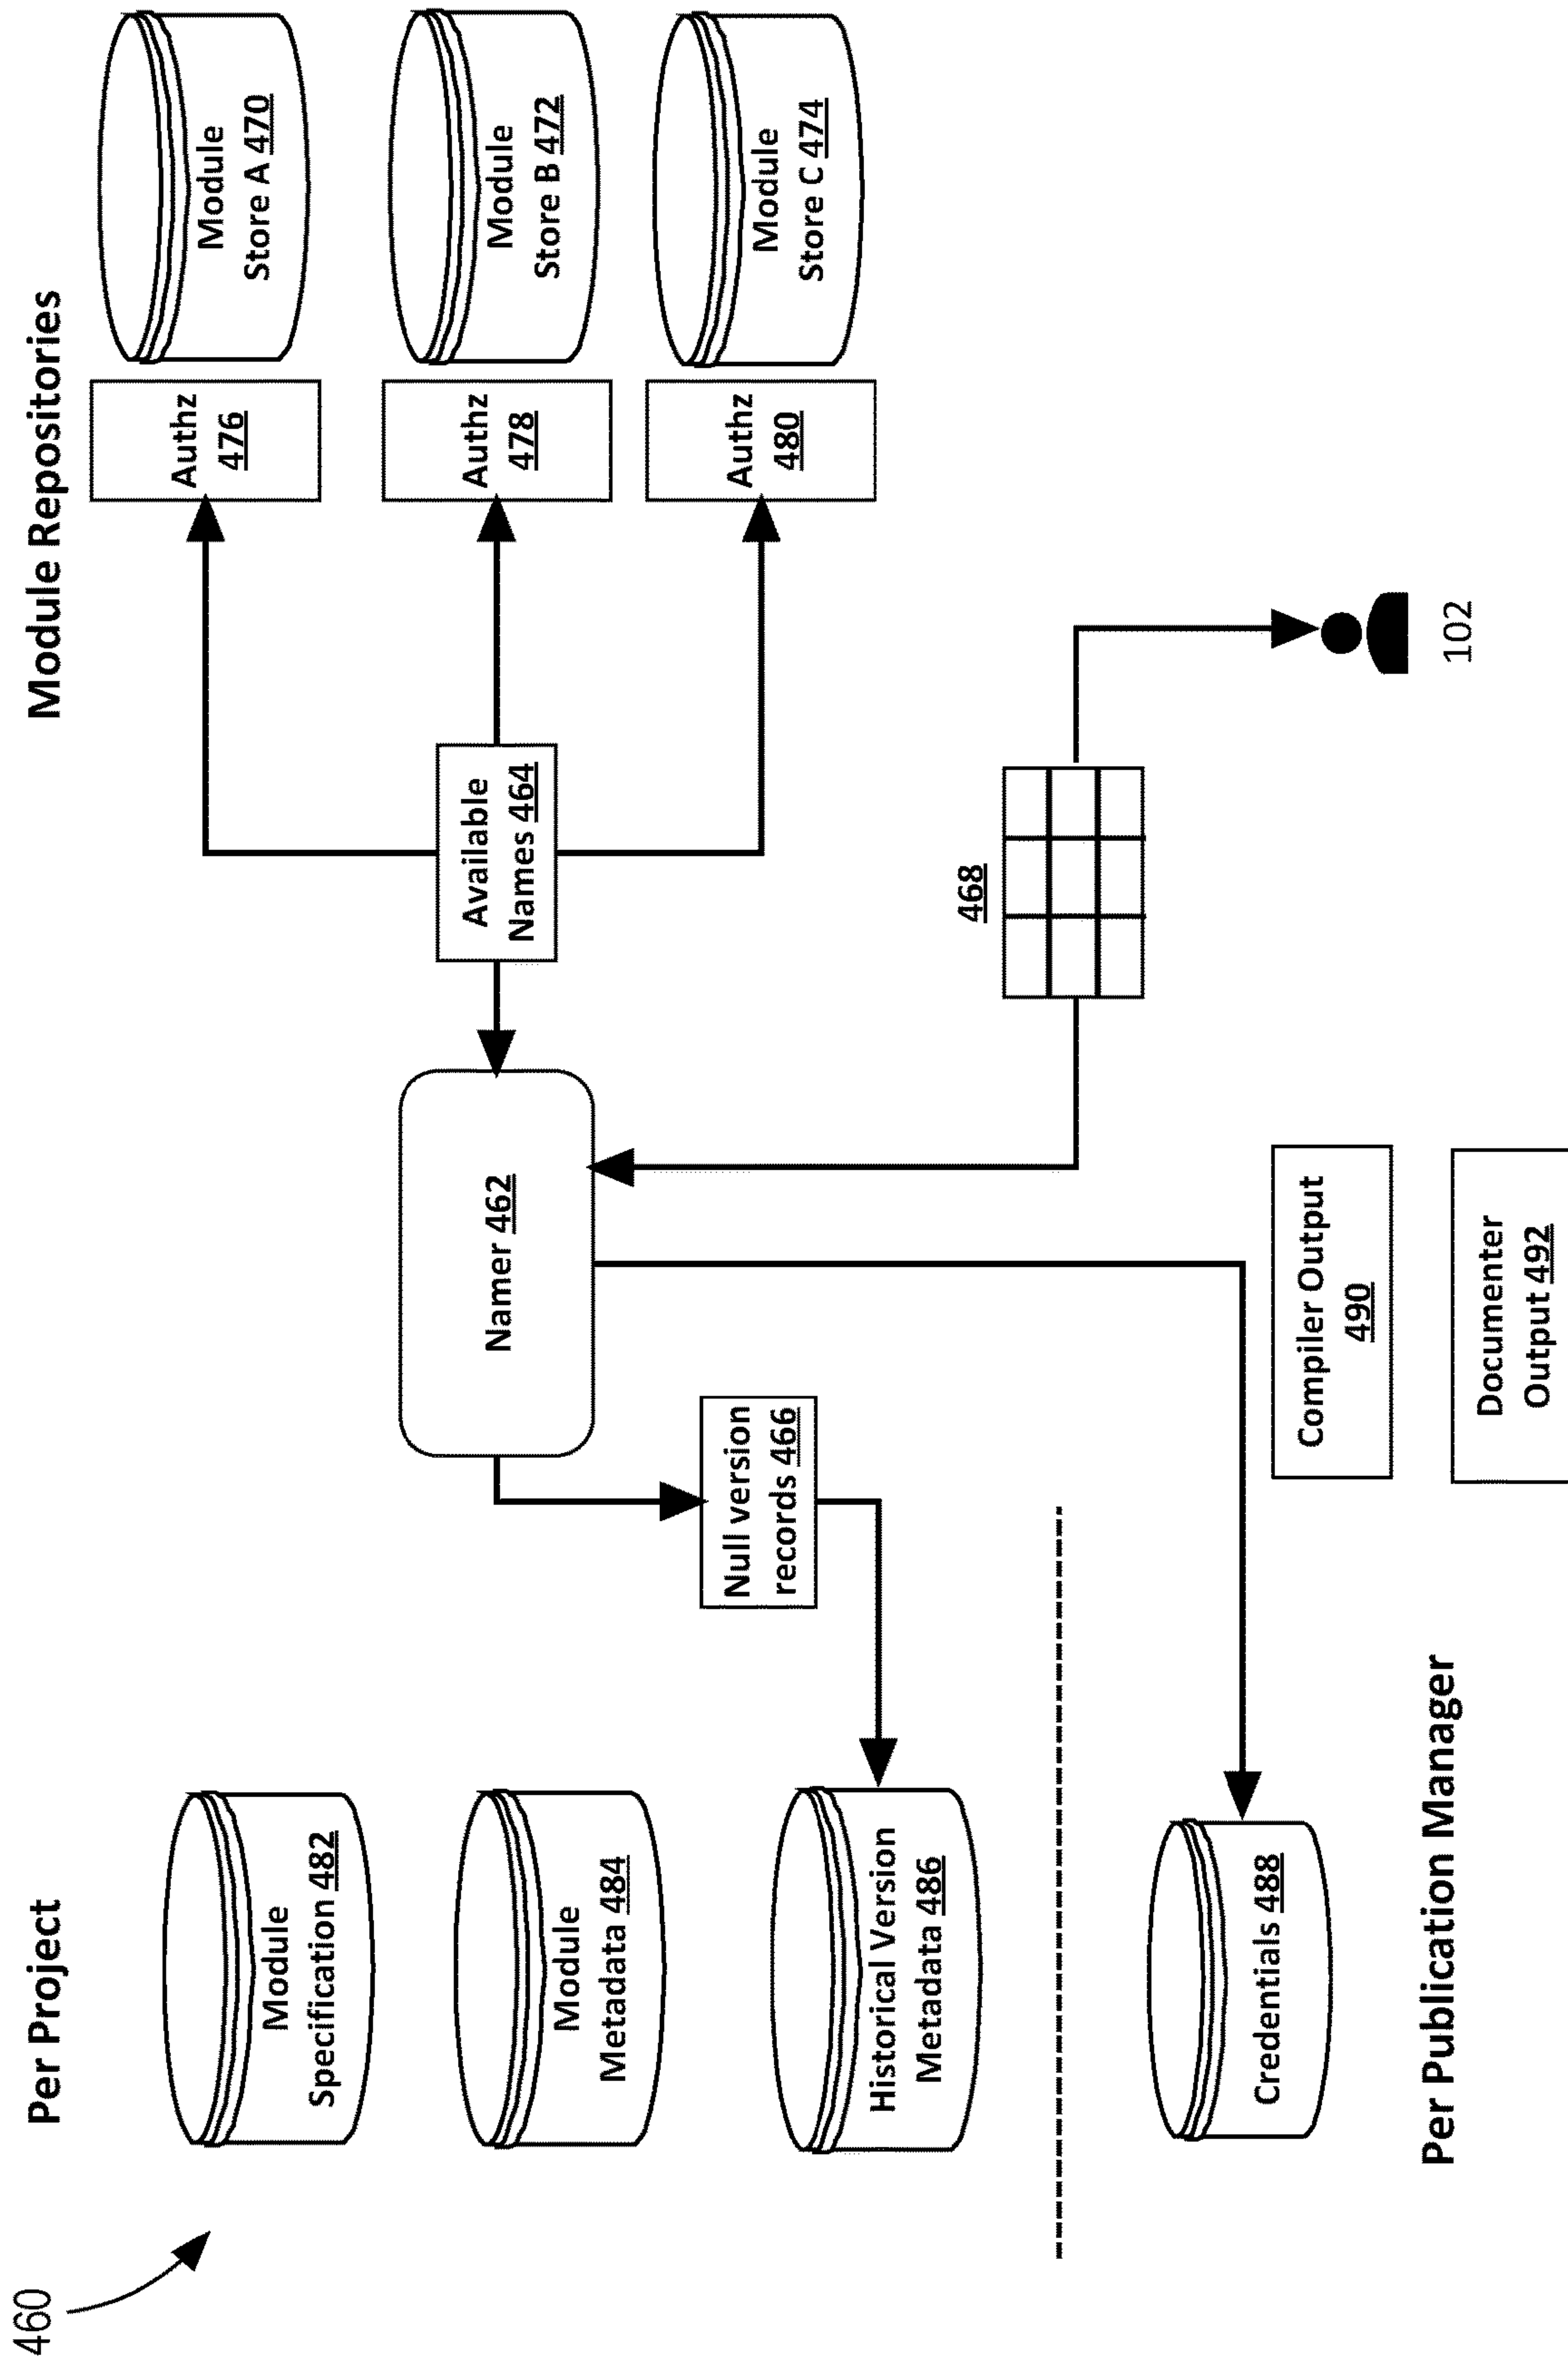 460
Per Project
Module
Specification 482
Module
Metadata 484
Historical Version
Metadata 486
Credentials 488
Per Publication Manager
Null version
records 466
Namer 462
Compiler Output
490
Documenter
Output 492
Available
Names 464
468
102
Module Repositories
Authz
476
Authz
478
Authz
480
Module
Store A 470
Module
Store B 472
Module
Store C 474